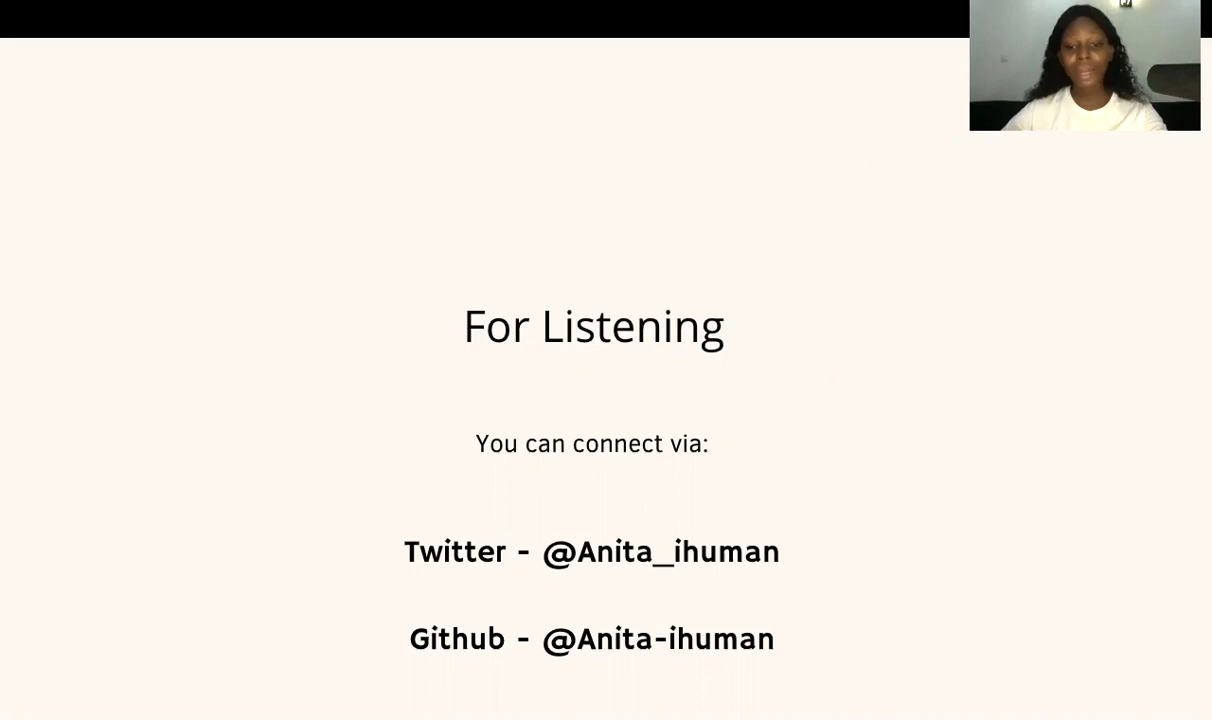 For Listening
You can connect via:
Twitter - @Anita_ihuman
Github - @Anita-ihuman